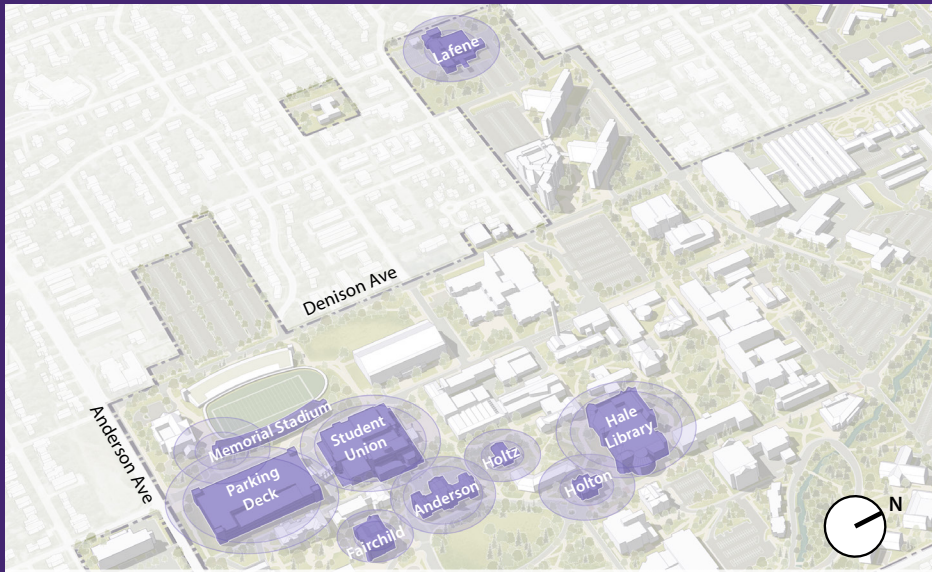 Lafene
Denison Ave
Anderson Ave
Memorial Stadium
Student
Union
Hale
Library
Holtz
Parking
Deck
Anderson
Holton
Fairchild
N